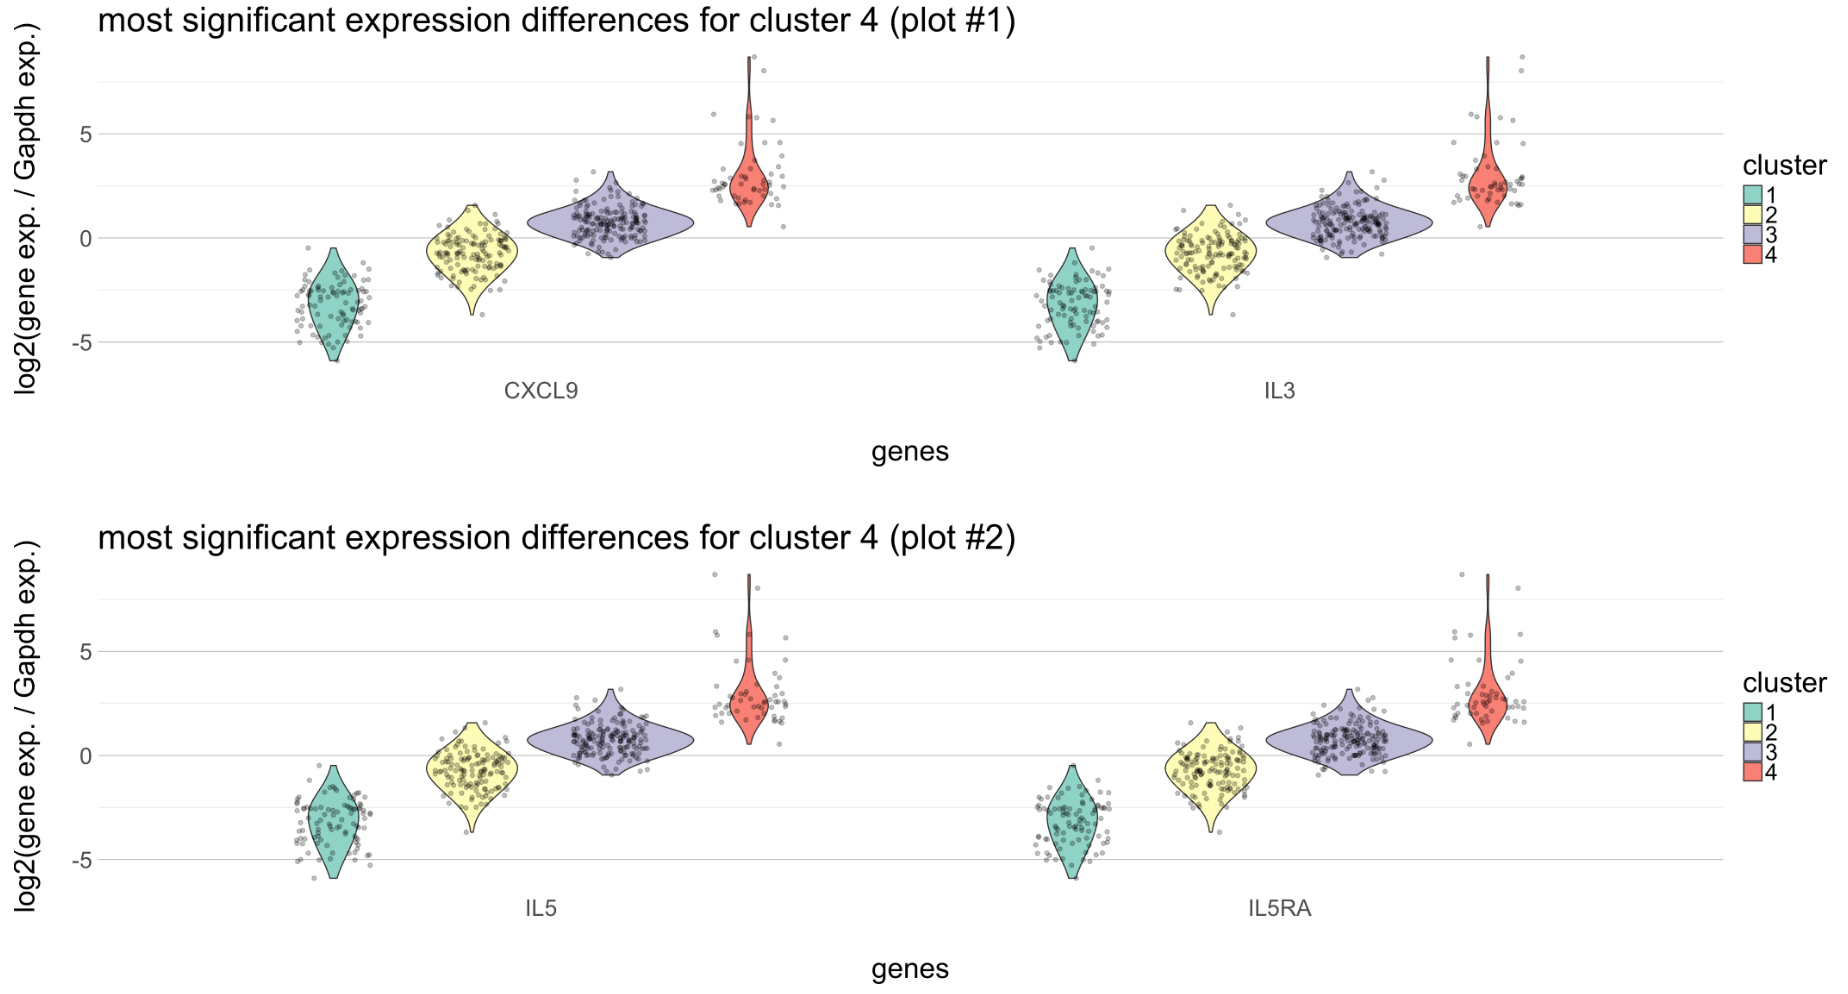 most significant expression differences for cluster 4 (plot #1)
log2(gene exp. / Gapdh exp.)
5
0
-5
CXCL9
IL3
genes
cluster
1
2
3
4
most significant expression differences for cluster 4 (plot #2)
log2(gene exp. / Gapdh exp.)
5
0
-5
IL5
IL5RA
genes
cluster
1
2
3
4